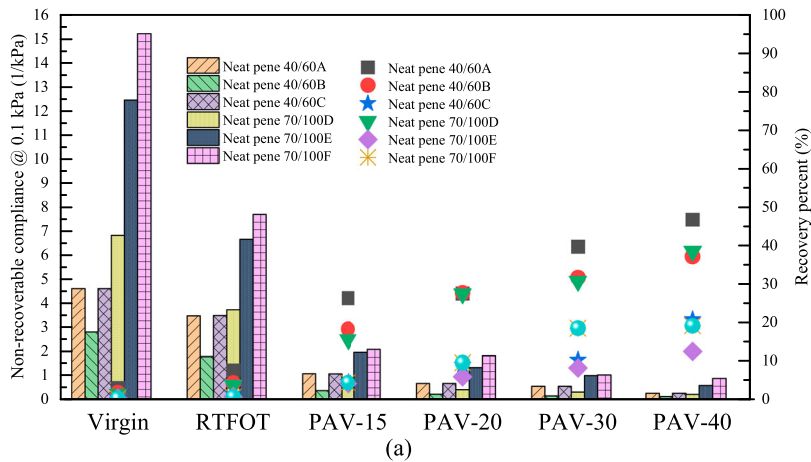 Non-recoverable compliance @ 0.1 kPa (1/kPa)
16
15
14
13
12
11
10
9
8
7
6
5
4
3
2
1
0
Neat pene 40/60A
Neat pene 40/60B
Neat pene 40/60C
Neat pene 70/100D
Neat pene 70/100E
Neat pene 70/100F
Neat pene 40/60A
Neat pene 40/60B
Neat pene 40/60C
Neat pene 70/100D
Neat pene 70/100E
Neat pene 70/100F
100
90
80
70
60
50
40
30
20
10
0
Recovery percent (%)
Virgin RTFOT PAV-15 PAV-20 PAV-30 PAV-40
(a)